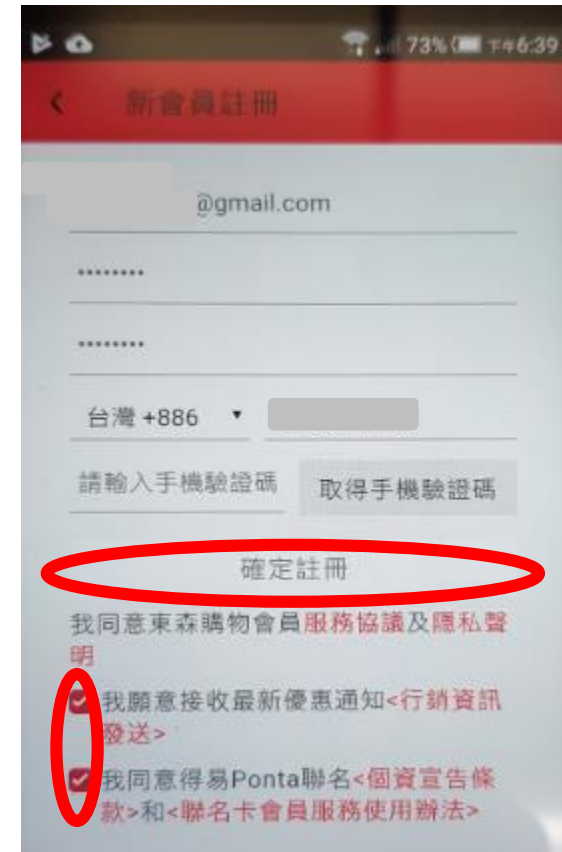 73% 下午6:39
新會員註冊
@gmail.com
••••••••
••••••••
台灣 +886
請輸入手機驗證碼 取得手機驗證碼
確定註冊
我同意東森購物會員服務協議及隱私聲
明
我願意接收最新優惠通知<行銷資訊
發送>
我同意得易Ponta聯名<個資宣告條
款>和<聯名卡會員服務使用辦法>